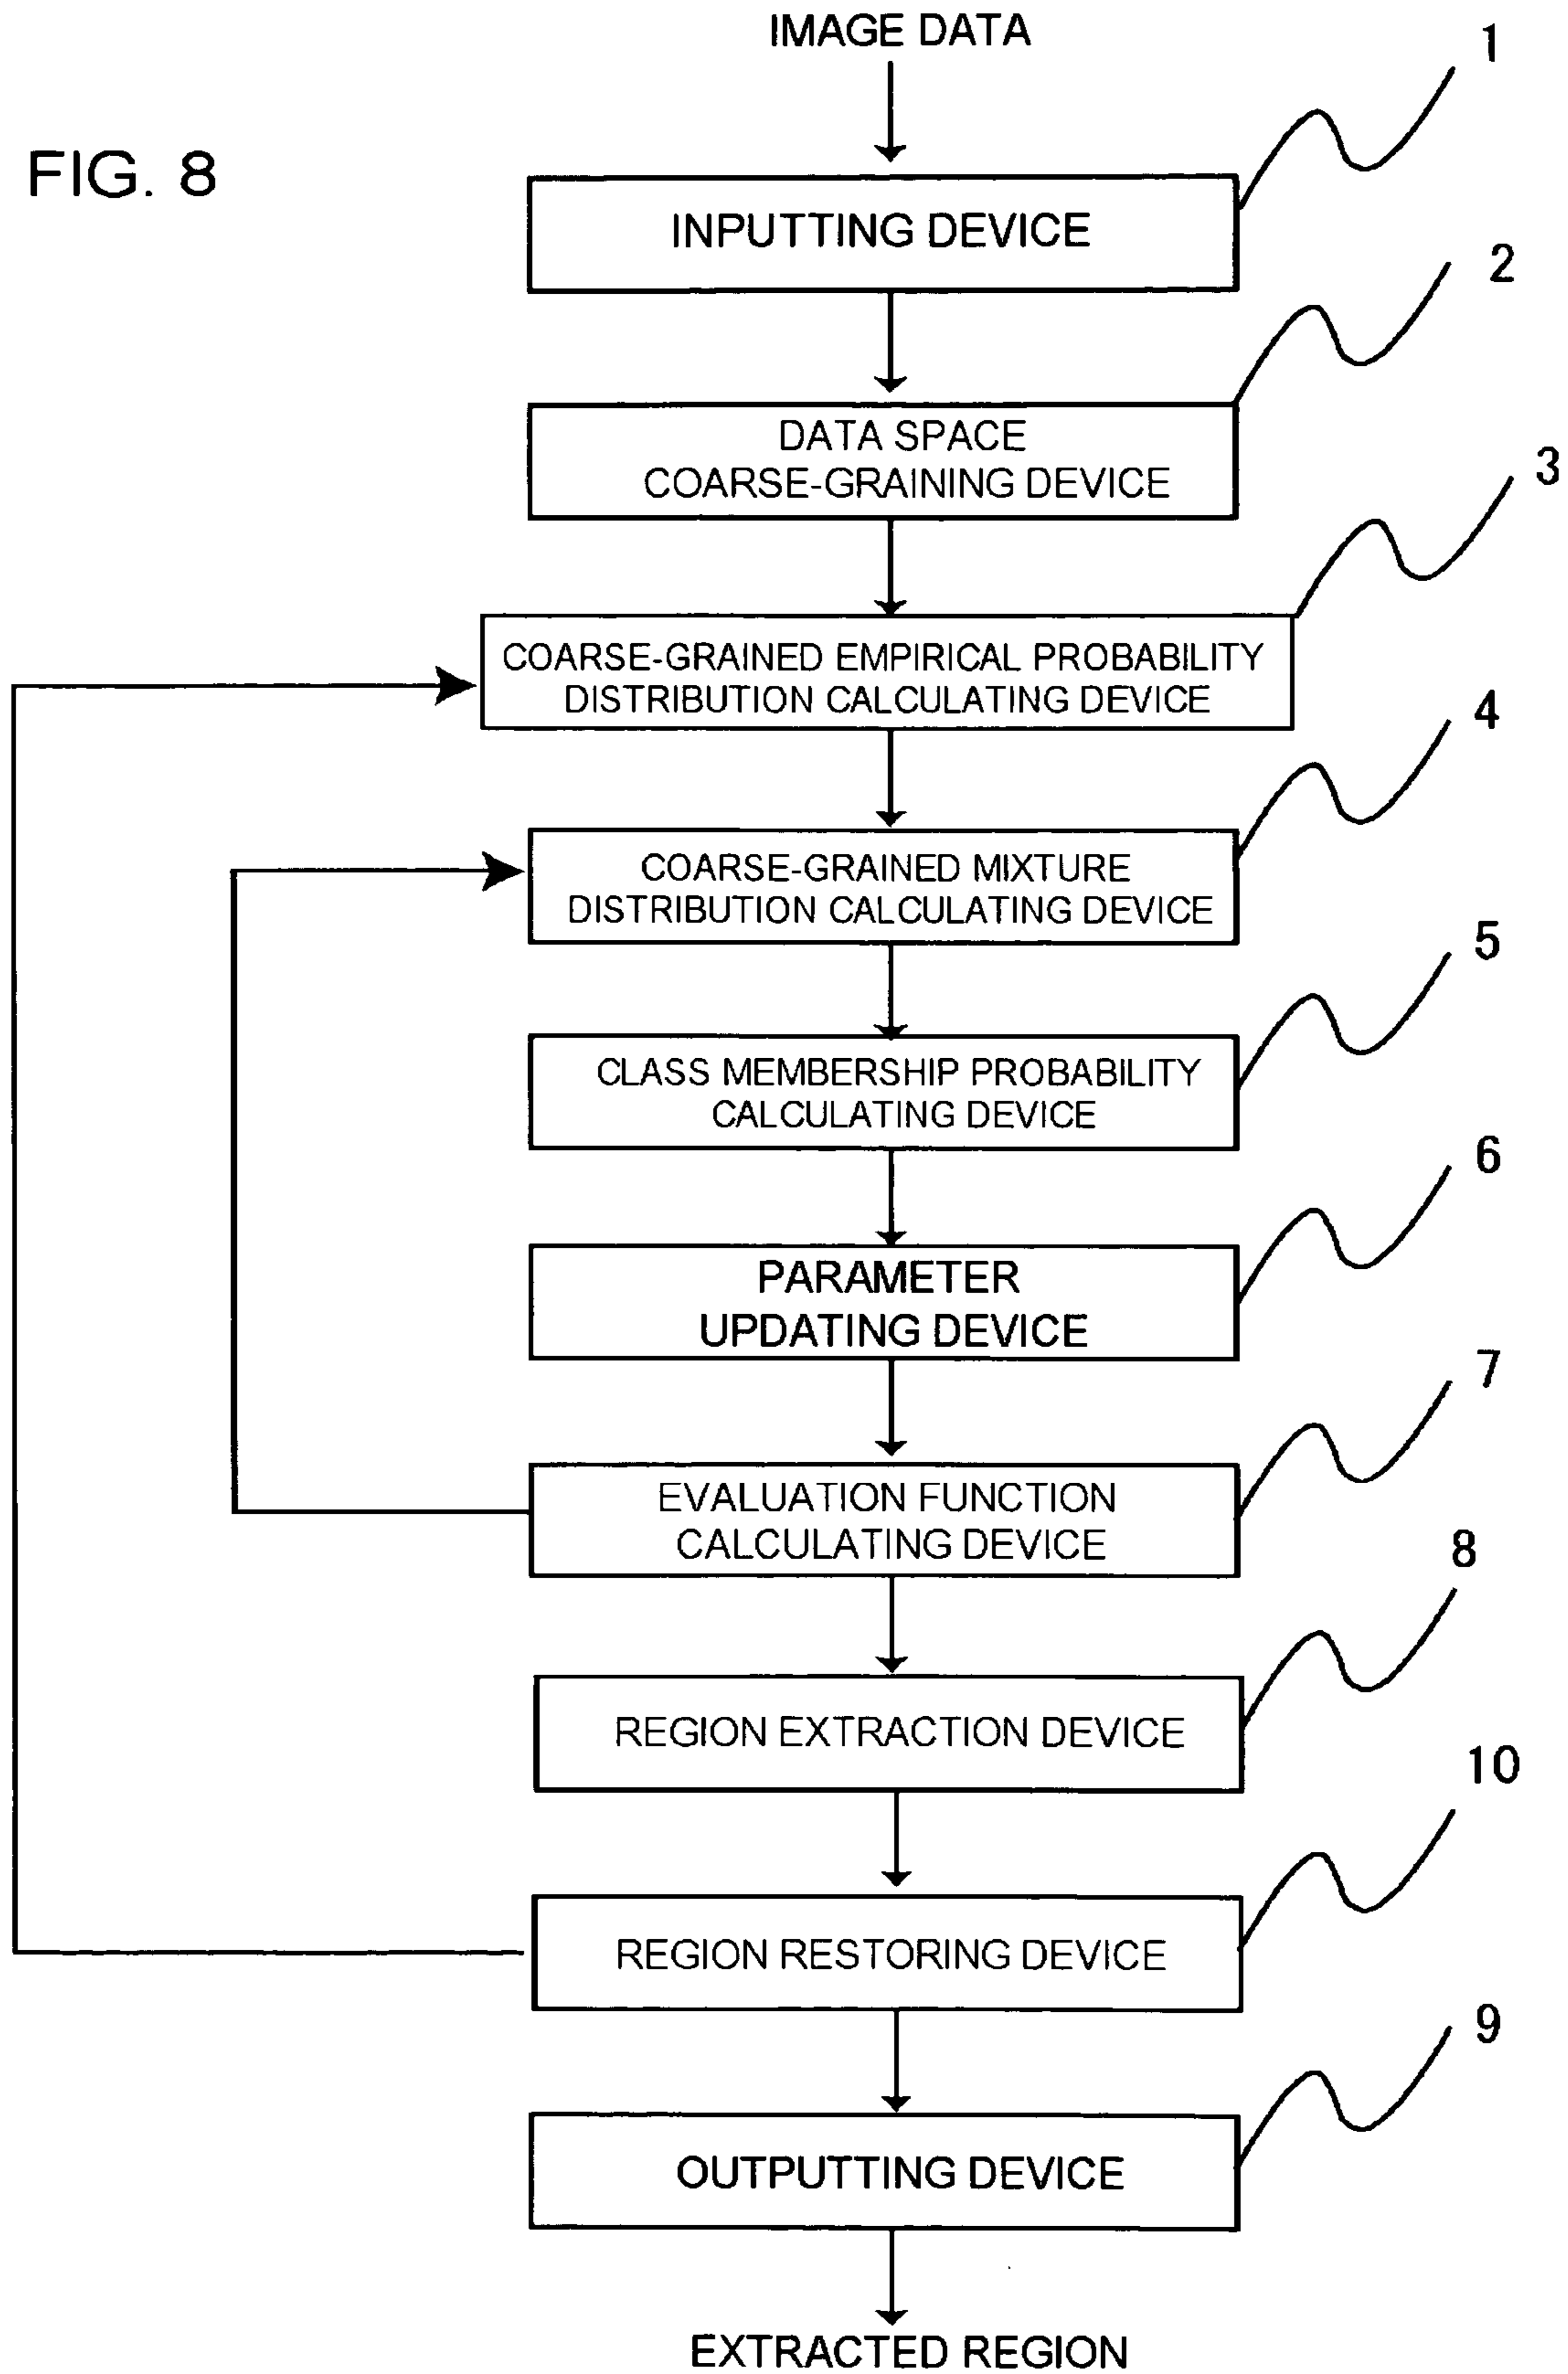 IMAGE DATA
1
FIG. 8
INPUTTING DEVICE
2
DATA SPACE
COARSE-GRAINING DEVICE
3
COARSE-GRAINED EMPIRICAL PROBABILITY
DISTRIBUTION CALCULATING DEVICE
4
COARSE-GRAINED MIXTURE
DISTRIBUTION CALCULATING DEVICE
5
CLASS MEMBERSHIP PROBABILITY
CALCULATING DEVICE
6
PARAMETER
UPDATING DEVICE
7
EVALUATION FUNCTION
CALCULATING DEVICE
8
REGION EXTRACTION DEVICE
10
REGION RESTORING DEVICE
9
OUTPUTTING DEVICE
EXTRACTED REGION